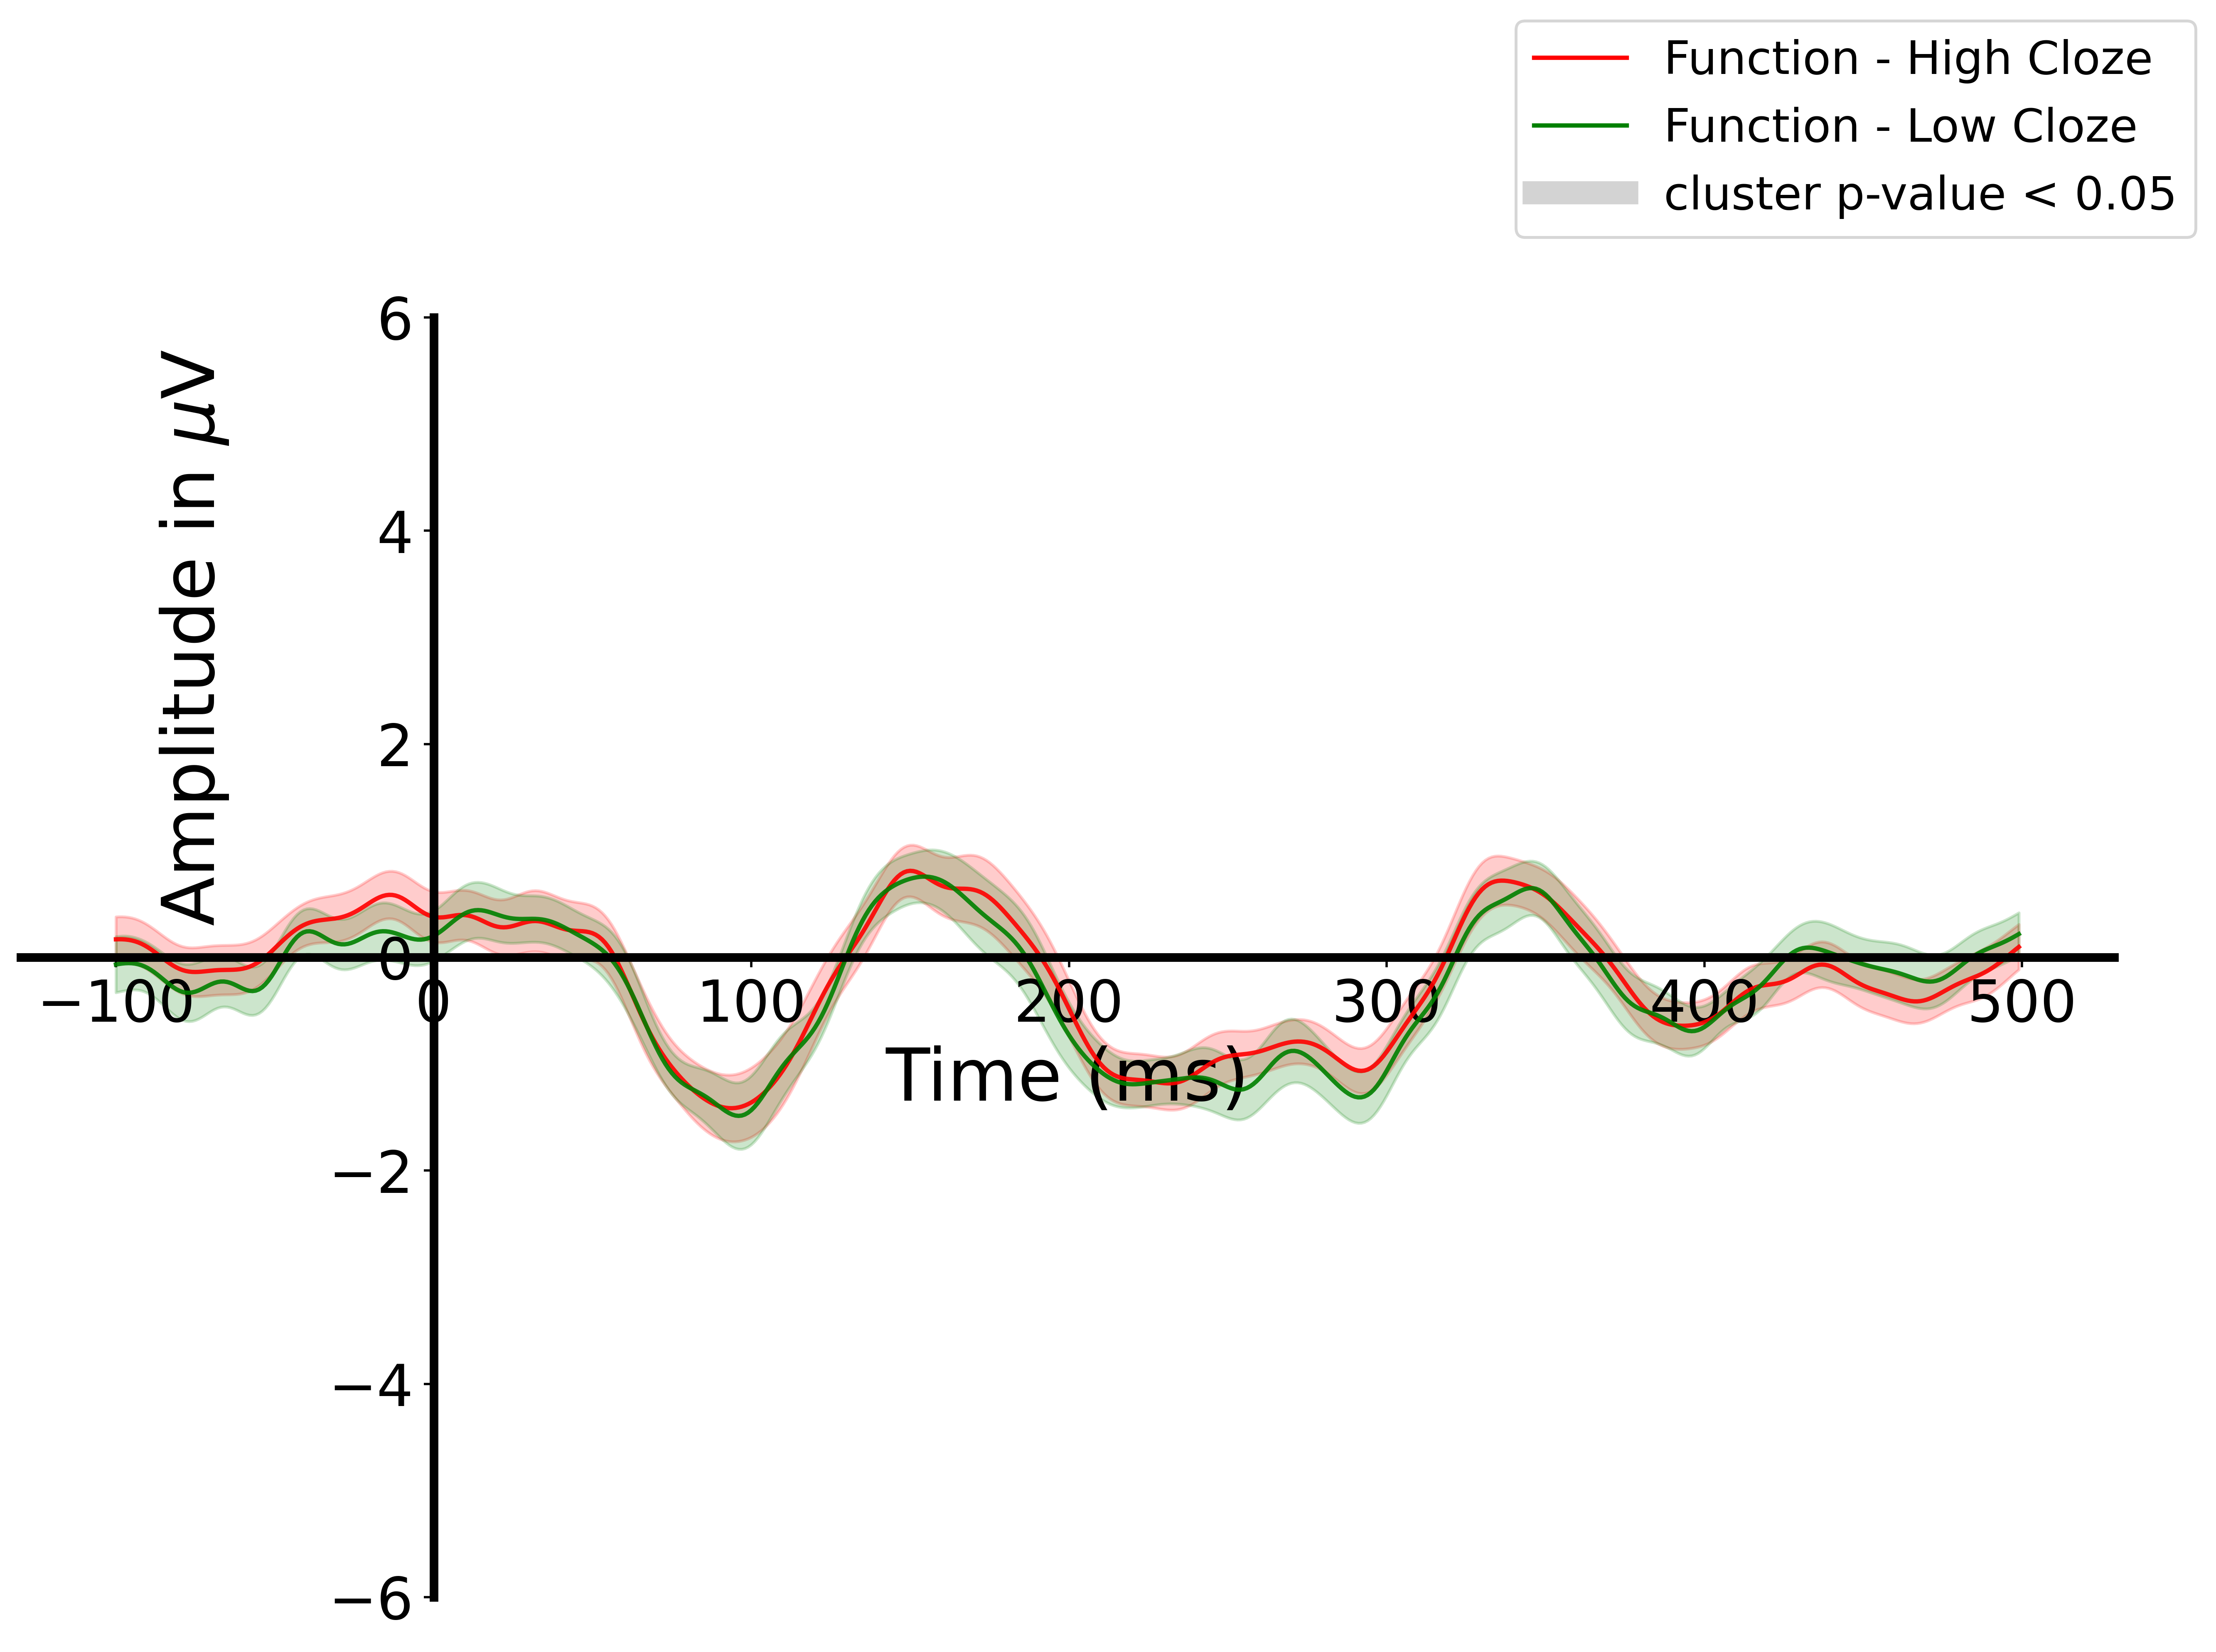 Function - High Cloze
Function - Low Cloze
cluster p-value < 0.05
Amplitude in µV
6
4
2
0
−2
−4
−6
−100 0 100 200 300 400 500
Time (ms)